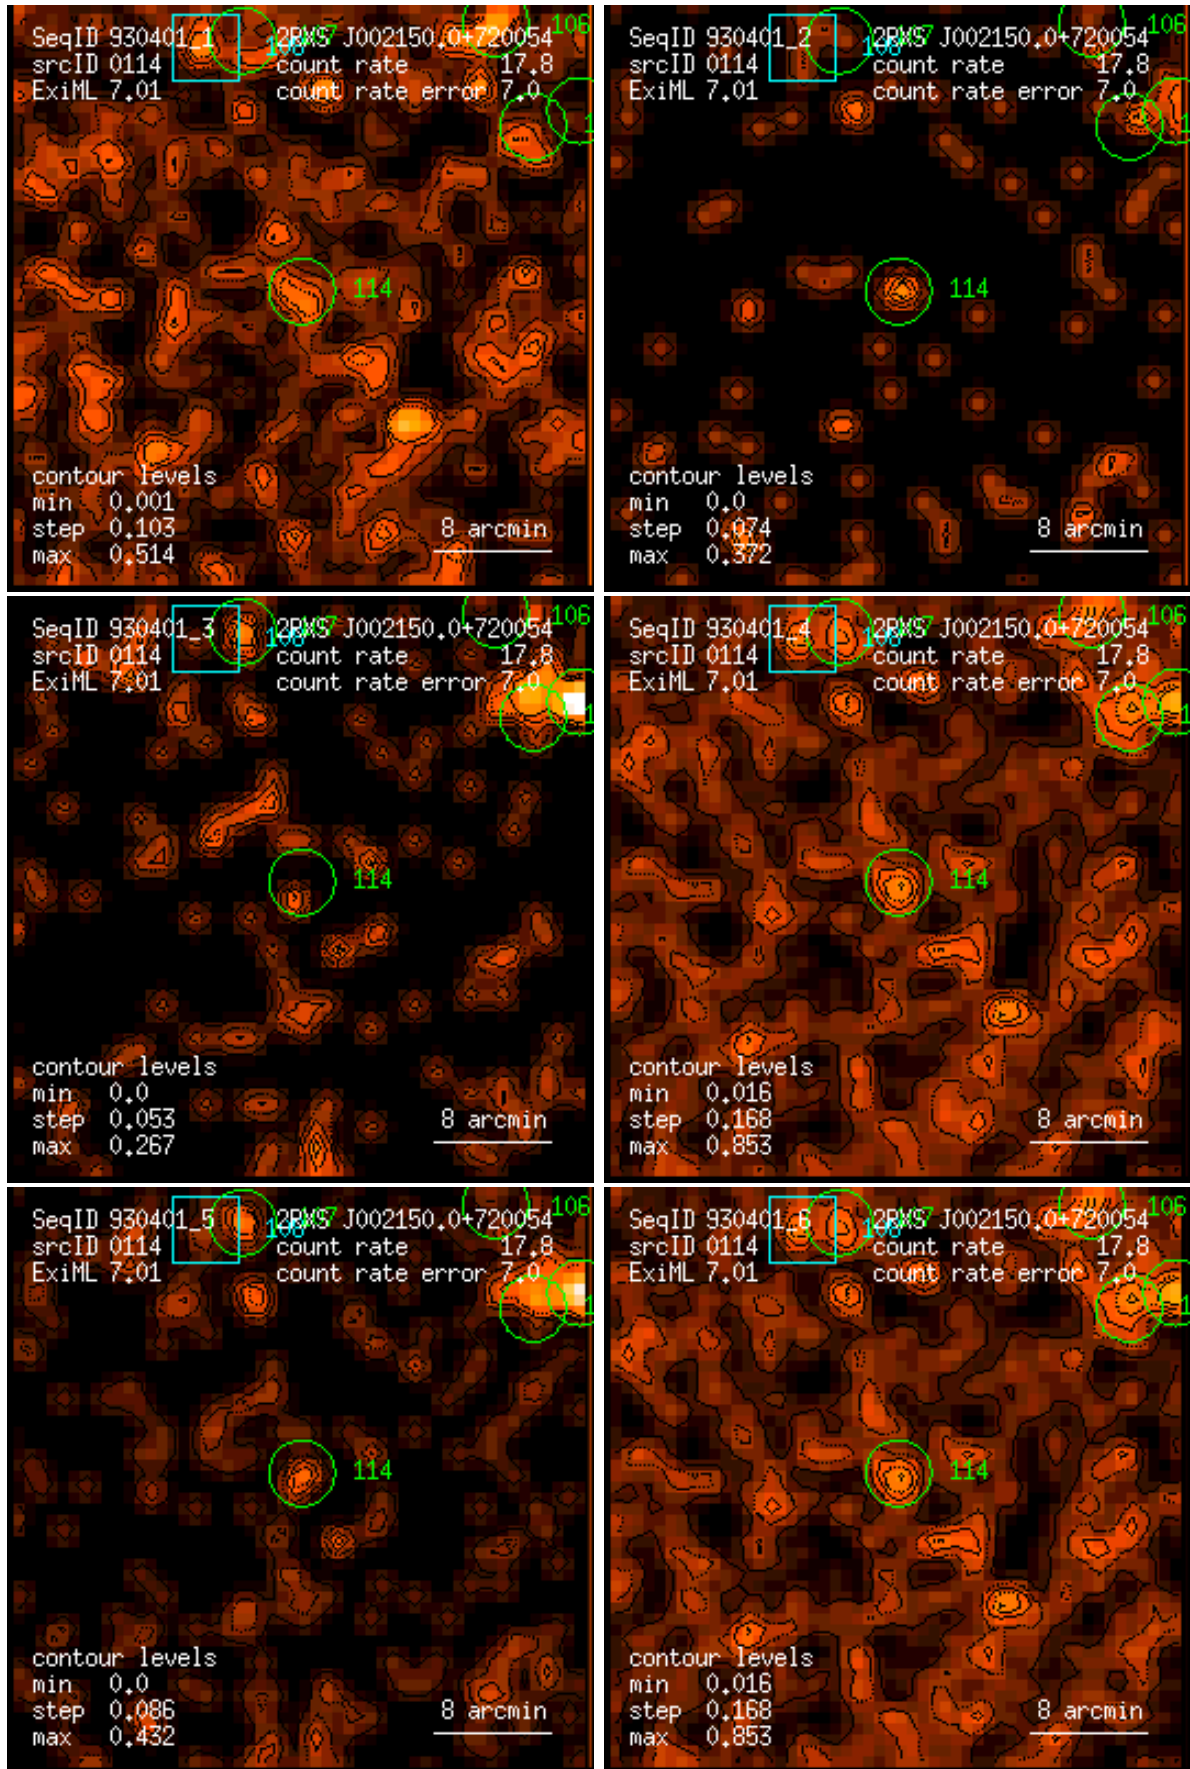 SeqID 930401_1 2RXS J002150.0+720054 106
srcID 0114 count rate 17.8
ExiML 7.01 count rate error 7.0
114
contour levels
min 0.001
step 0.103
max 0.514
8 arcmin
SeqID 930401_2 2RXS J002150.0+720054 106
srcID 0114 count rate 17.8
ExiML 7.01 count rate error 7.0
114
contour levels
min 0.0
step 0.074
max 0.372
8 arcmin
SeqID 930401_3 2RXS J002150.0+720054 106
srcID 0114 count rate 17.8
ExiML 7.01 count rate error 7.0
114
contour levels
min 0.0
step 0.053
max 0.267
8 arcmin
SeqID 930401_4 2RXS J002150.0+720054 106
srcID 0114 count rate 17.8
ExiML 7.01 count rate error 7.0
114
contour levels
min 0.016
step 0.168
max 0.853
8 arcmin
SeqID 930401_5 2RXS J002150.0+720054 106
srcID 0114 count rate 17.8
ExiML 7.01 count rate error 7.0
114
contour levels
min 0.0
step 0.086
max 0.432
8 arcmin
SeqID 930401_6 2RXS J002150.0+720054 106
srcID 0114 count rate 17.8
ExiML 7.01 count rate error 7.0
114
contour levels
min 0.016
step 0.168
max 0.853
8 arcmin